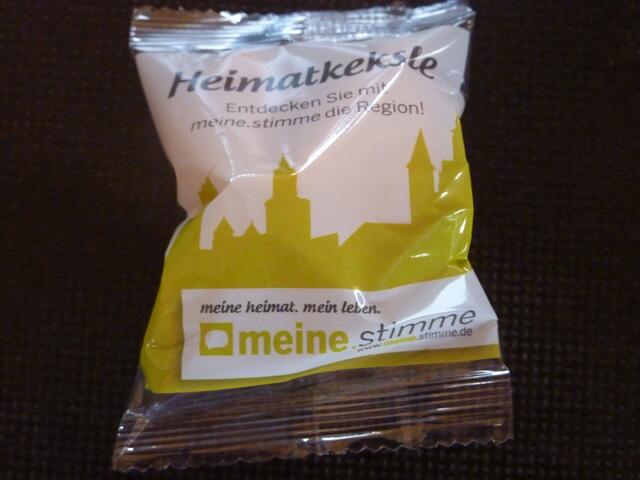 Heimatkeksle
Entdecken Sie mit
meine.stimme die Region!
meine heimat. mein leben.
meine.stimme
www.meine.stimme.de